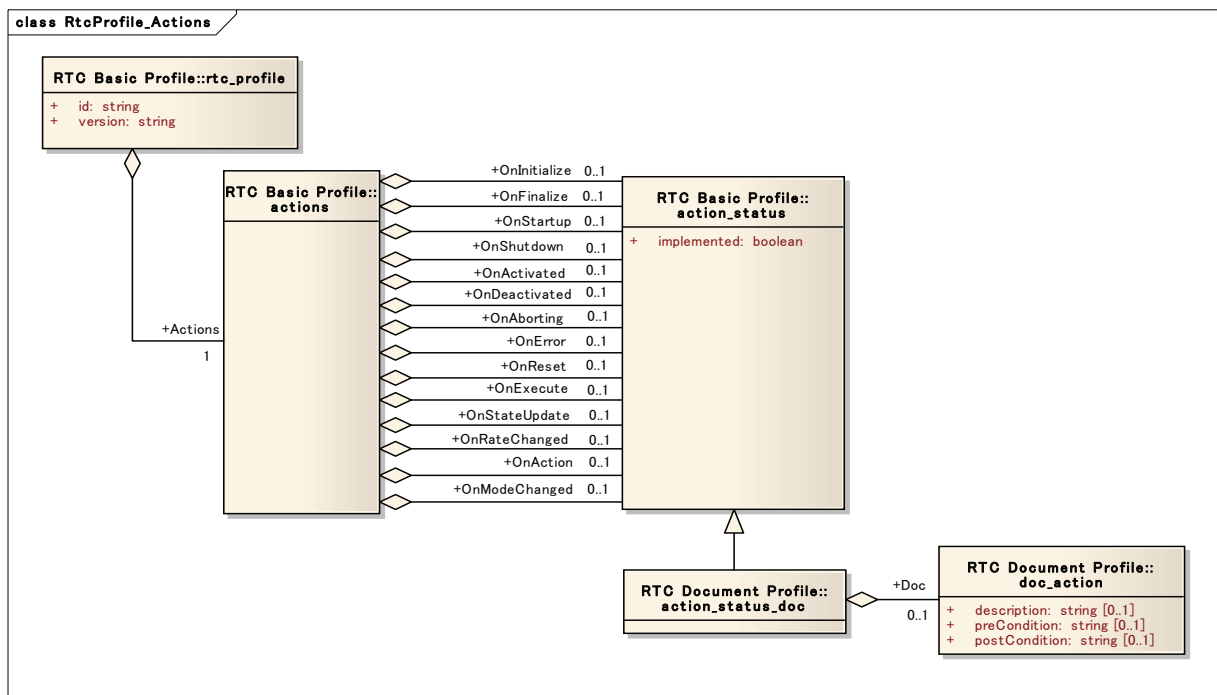 class RtcProfile_Actions
RTC Basic Profile::rtc_profile
+ id: string
+ version: string
RTC Basic Profile::
actions
+Actions
1
+OnInitialize 0..1
+OnFinalize 0..1
+OnStartup 0..1
+OnShutdown 0..1
+OnActivated 0..1
+OnDeactivated 0..1
+OnAborting 0..1
+OnError 0..1
+OnReset 0..1
+OnExecute 0..1
+OnStateUpdate 0..1
+OnRateChanged 0..1
+OnAction 0..1
+OnModeChanged 0..1
RTC Basic Profile::
action_status
+ implemented: boolean
RTC Document Profile::
action_status_doc
+Doc
0..1
RTC Document Profile::
doc_action
+ description: string [0..1]
+ preCondition: string [0..1]
+ postCondition: string [0..1]